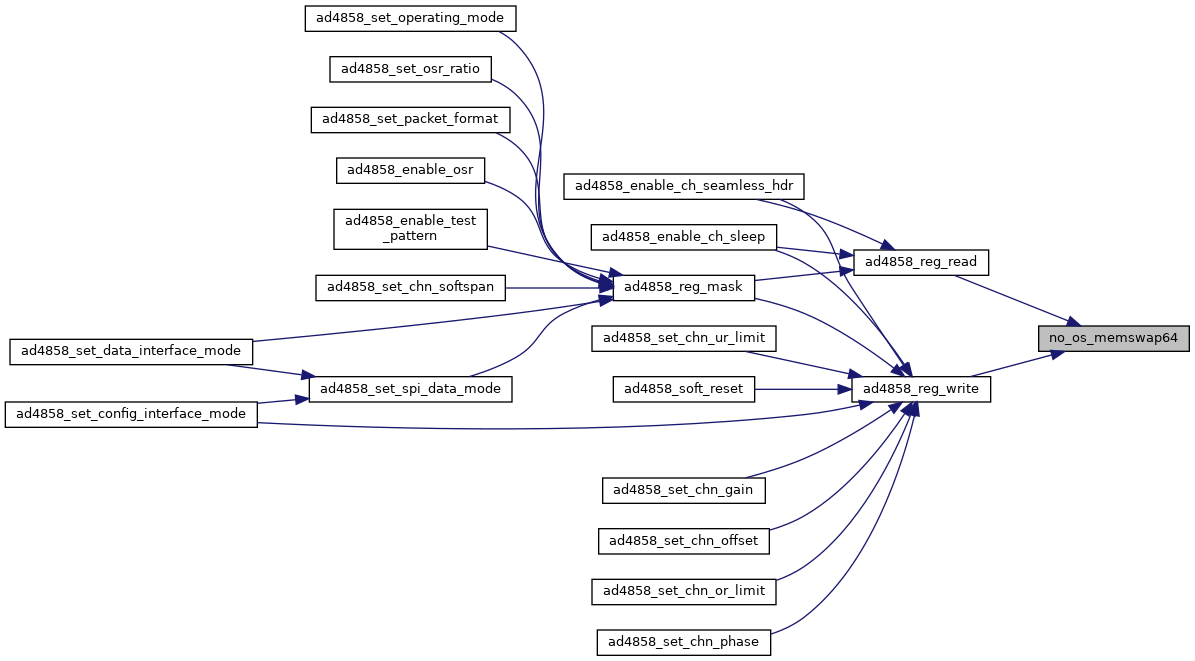 ad4858_set_operating_mode
ad4858_set_osr_ratio
ad4858_set_packet_format
ad4858_enable_osr
ad4858_enable_test
_pattern
ad4858_set_chn_softspan
ad4858_set_data_interface_mode
ad4858_set_spi_data_mode
ad4858_set_config_interface_mode
ad4858_enable_ch_seamless_hdr
ad4858_enable_ch_sleep
ad4858_reg_mask
ad4858_set_chn_ur_limit
ad4858_soft_reset
ad4858_set_chn_gain
ad4858_set_chn_offset
ad4858_set_chn_or_limit
ad4858_set_chn_phase
ad4858_reg_read
ad4858_reg_write
no_os_memswap64